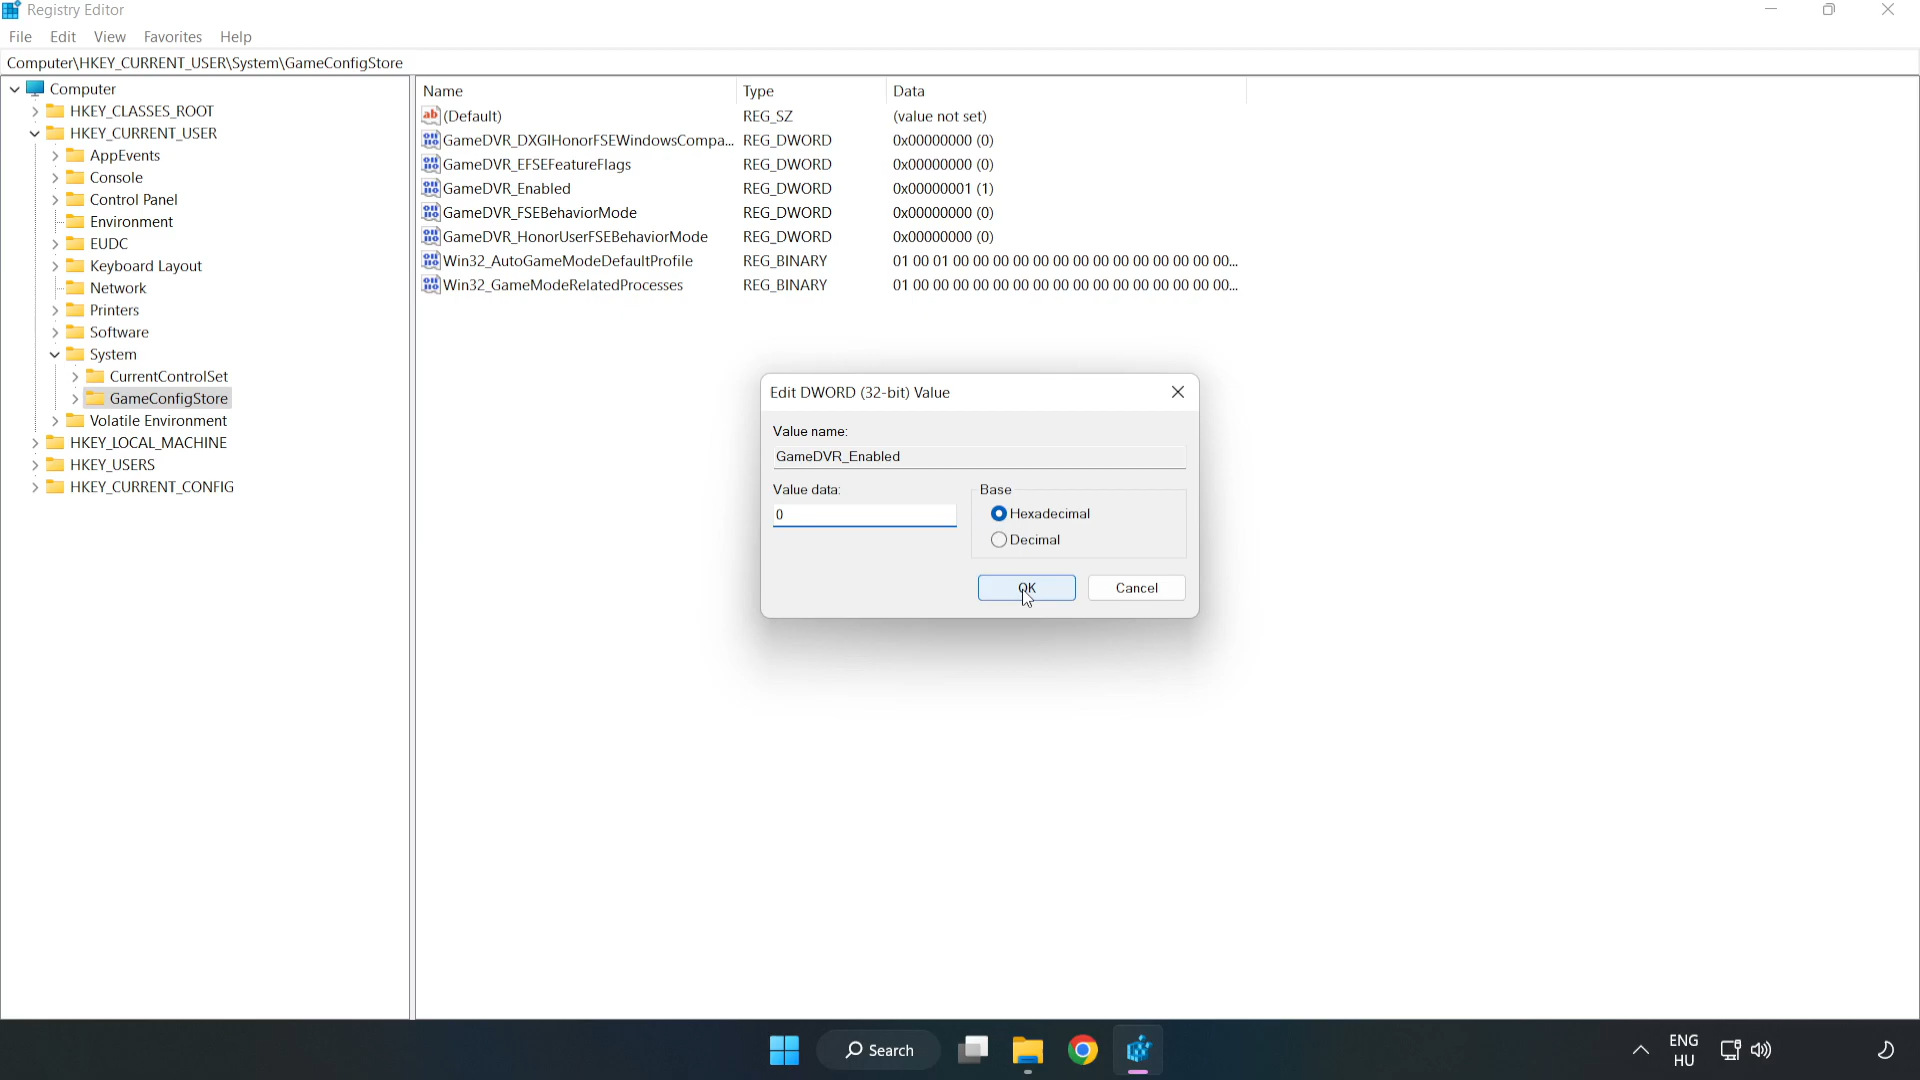 Registry Editor
File Edit View Favorites Help
Computer\HKEY_CURRENT_USER\System\GameConfigStore
Computer
HKEY_CLASSES_ROOT
HKEY_CURRENT_USER
AppEvents
Console
Control Panel
Environment
EUDC
Keyboard Layout
Network
Printers
Software
System
CurrentControlSet
GameConfigStore
Volatile Environment
HKEY_LOCAL_MACHINE
HKEY_USERS
HKEY_CURRENT_CONFIG
Name Type Data
(Default) REG_SZ (value not set)
GameDVR_DXGIHonorFSEWindowsCompa... REG_DWORD 0x00000000 (0)
GameDVR_EFSEFeatureFlags REG_DWORD 0x00000000 (0)
GameDVR_Enabled REG_DWORD 0x00000001 (1)
GameDVR_FSEBehaviorMode REG_DWORD 0x00000000 (0)
GameDVR_HonorUserFSEBehaviorMode REG_DWORD 0x00000000 (0)
Win32_AutoGameModeDefaultProfile REG_BINARY 01 00 01 00 00 00 00 00 00 00 00 00 00 00 00 00 00...
Win32_GameModeRelatedProcesses REG_BINARY 01 00 00 00 00 00 00 00 00 00 00 00 00 00 00 00 00...
Edit DWORD (32-bit) Value
Value name:
GameDVR_Enabled
Value data: Base
0 Hexadecimal
Decimal
OK Cancel
Search
ENG
HU